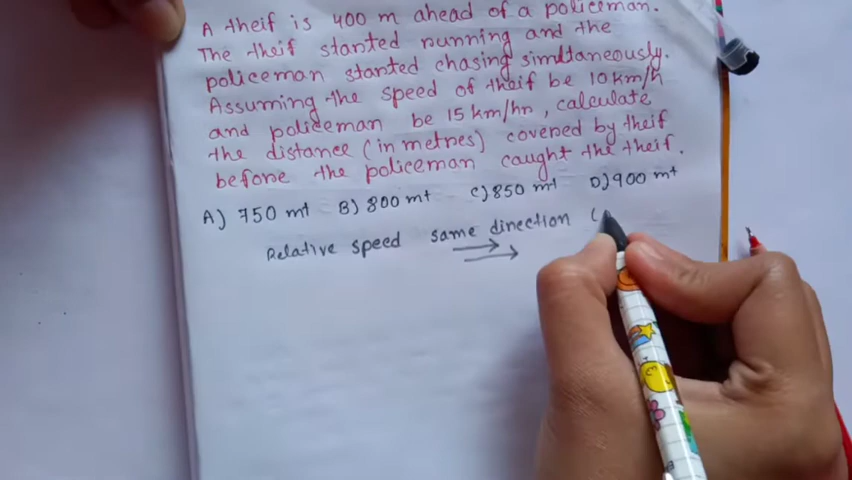 A theif is 400 m ahead of a policeman.
The theif started running and the
policeman started chasing simltaneously.
Assuming the speed of theif be 10 km/h
and policeman be 15 km/hr, calculate
the distance (in metres) covered by theif
before the policeman caught the theif.
A) 750 mt B) 800 mt C) 850 mt D) 900 mt
Relative speed same direction (